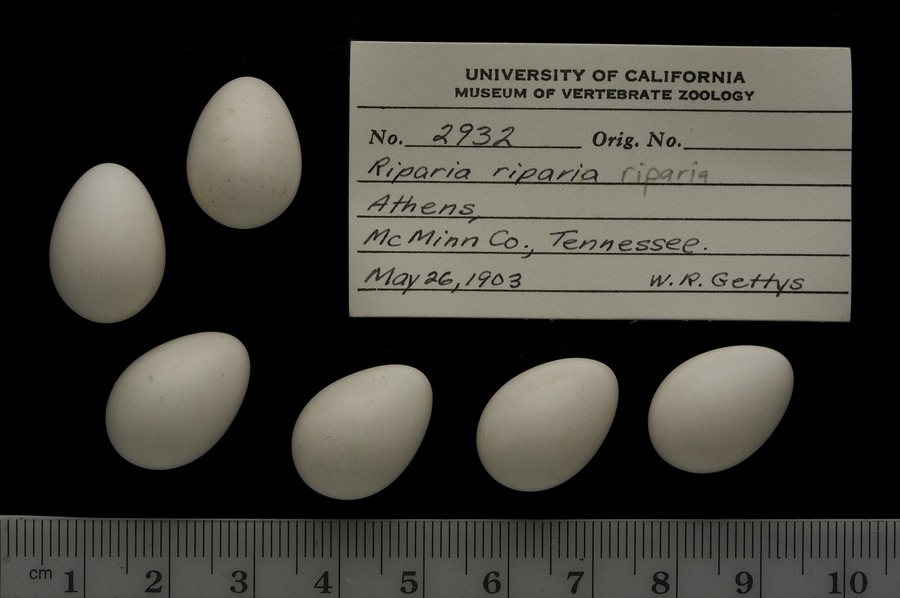 UNIVERSITY OF CALIFORNIA
MUSEUM OF VERTEBRATE ZOOLOGY
No. 2932 Orig. No.
Riparia riparia riparia
Athens,
McMinn Co., Tennessee.
May 26, 1903 W.R. Gettys
cm 1 2 3 4 5 6 7 8 9 10